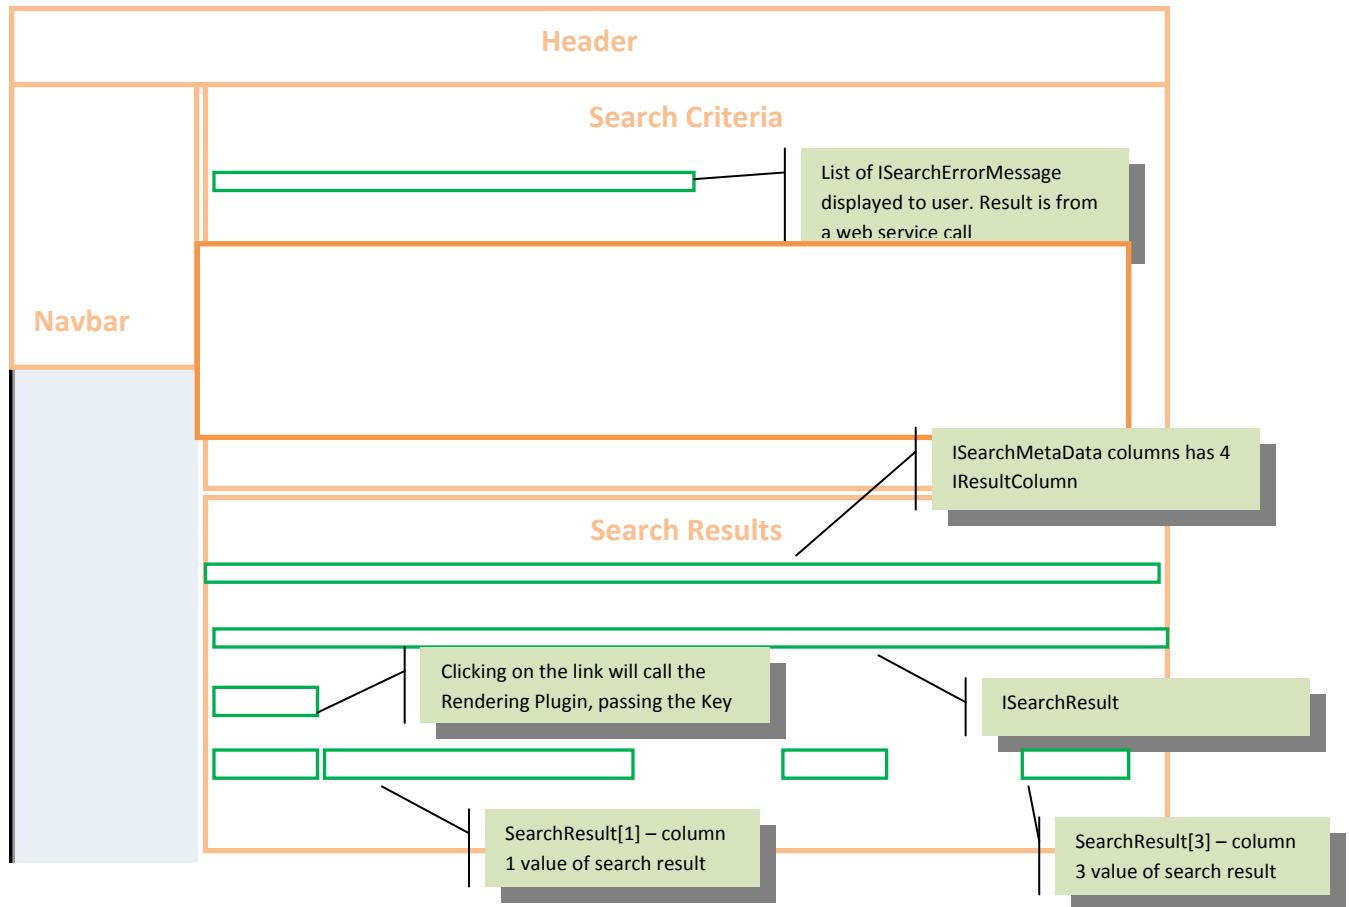 Header
Search Criteria
List of ISearchErrorMessage
displayed to user. Result is from
a web service call
Navbar
ISearchMetaData columns has 4
IResultColumn
Search Results
Clicking on the link will call the
Rendering Plugin, passing the Key
ISearchResult
SearchResult[1] – column
1 value of search result
SearchResult[3] – column
3 value of search result